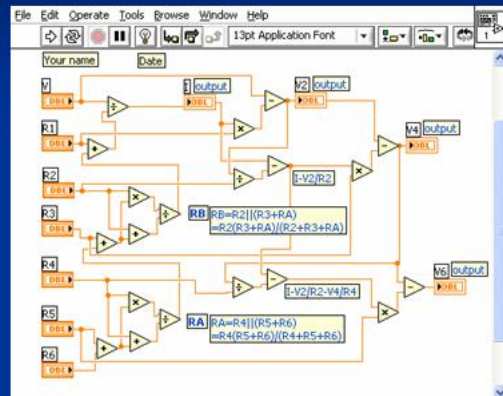 File Edit Operate Tools Browse Window Help
13pt Application Font
1
Your name Date
V
DBL
I output
DBL
V2 output
DBL
R1
DBL
V4 output
DBL
R2
DBL
I-V2/R2
R3
DBL
RB RB=R2||(R3+RA)
=R2(R3+RA)/(R2+R3+RA)
R4
DBL
V6 output
DBL
I-V2/R2-V4/R4
R5
DBL
RA RA=R4||(R5+R6)
=R4(R5+R6)/(R4+R5+R6)
R6
DBL